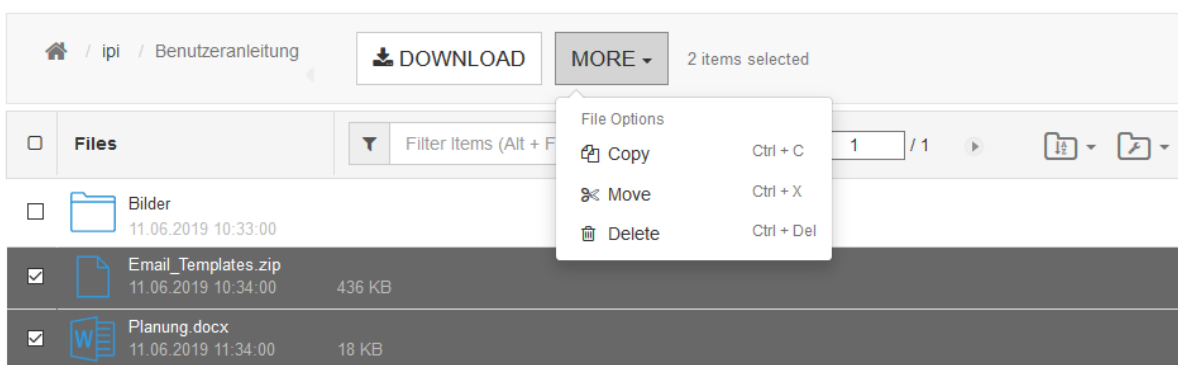 / ipi / Benutzeranleitung DOWNLOAD MORE 2 items selected
File Options
Copy Ctrl + C
Move Ctrl + X
Delete Ctrl + Del
Files Filter Items (Alt + F 1 / 1
Bilder
11.06.2019 10:33:00
Email_Templates.zip
11.06.2019 10:34:00 436 KB
Planung.docx
11.06.2019 11:34:00 18 KB